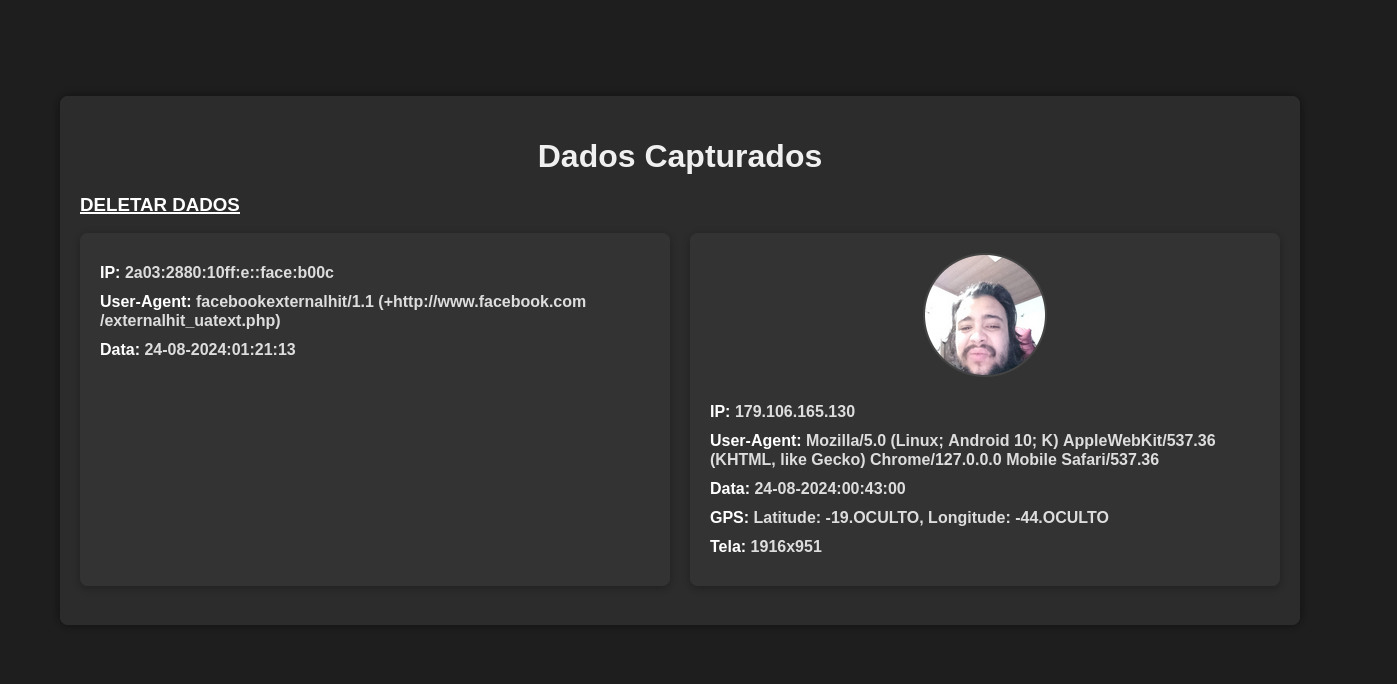 Dados Capturados
DELETAR DADOS
IP: 2a03:2880:10ff:e::face:b00c
User-Agent: facebookexternalhit/1.1 (+http://www.facebook.com
/externalhit_uatext.php)
Data: 24-08-2024:01:21:13
IP: 179.106.165.130
User-Agent: Mozilla/5.0 (Linux; Android 10; K) AppleWebKit/537.36
(KHTML, like Gecko) Chrome/127.0.0.0 Mobile Safari/537.36
Data: 24-08-2024:00:43:00
GPS: Latitude: -19.OCULTO, Longitude: -44.OCULTO
Tela: 1916x951